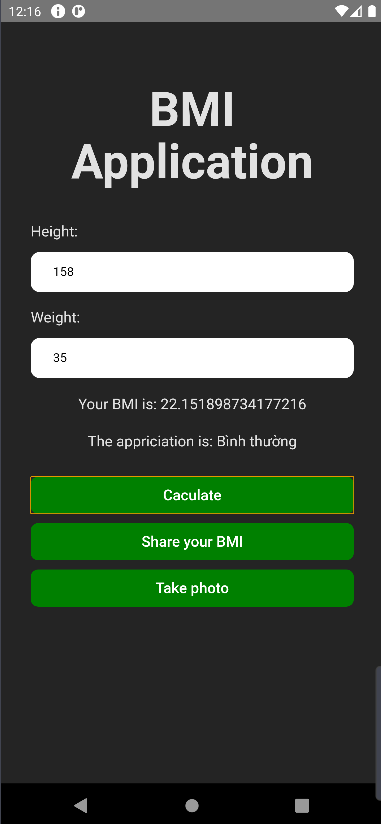 12:16
BMI
Application
Height:
158
Weight:
35
Your BMI is: 22.151898734177216
The appriciation is: Bình thường
Caculate
Share your BMI
Take photo